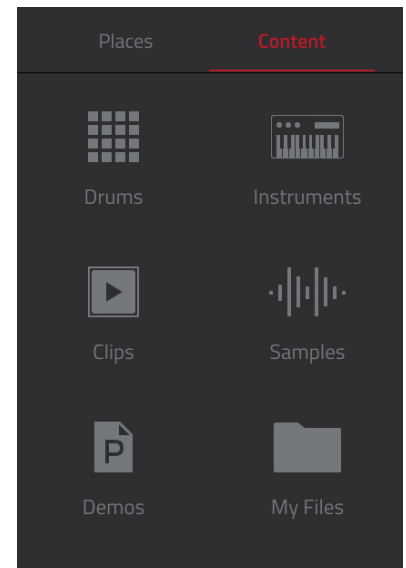 Places Content
Drums Instruments
Clips Samples
P
Demos My Files